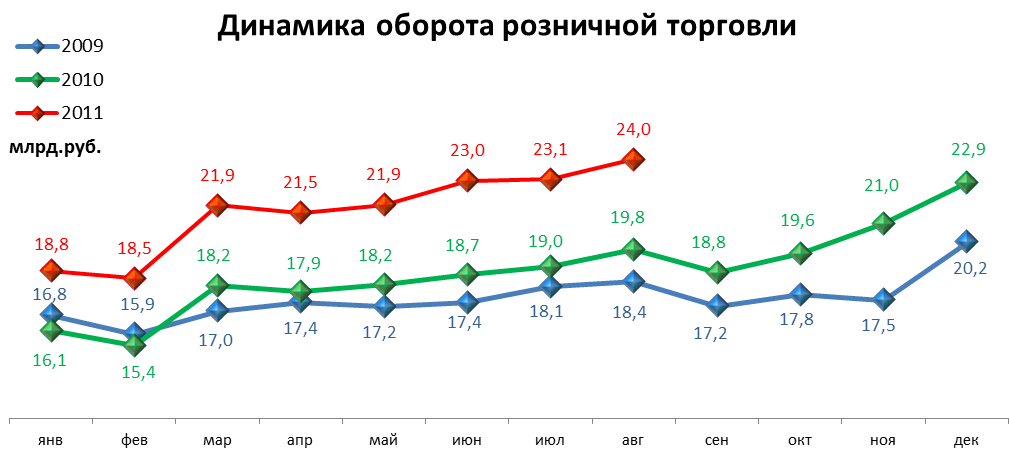 Динамика оборота розничной торговли
2009
2010
2011
млрд.руб.
18,8 18,5 21,9 21,5 21,9 23,0 23,1 24,0
16,1 15,4 18,2 17,9 18,2 18,7 19,0 19,8 18,8 19,6 21,0 22,9
16,8 15,9 17,0 17,4 17,2 17,4 18,1 18,4 17,2 17,8 17,5 20,2
янв фев мар апр май июн июл авг сен окт ноя дек